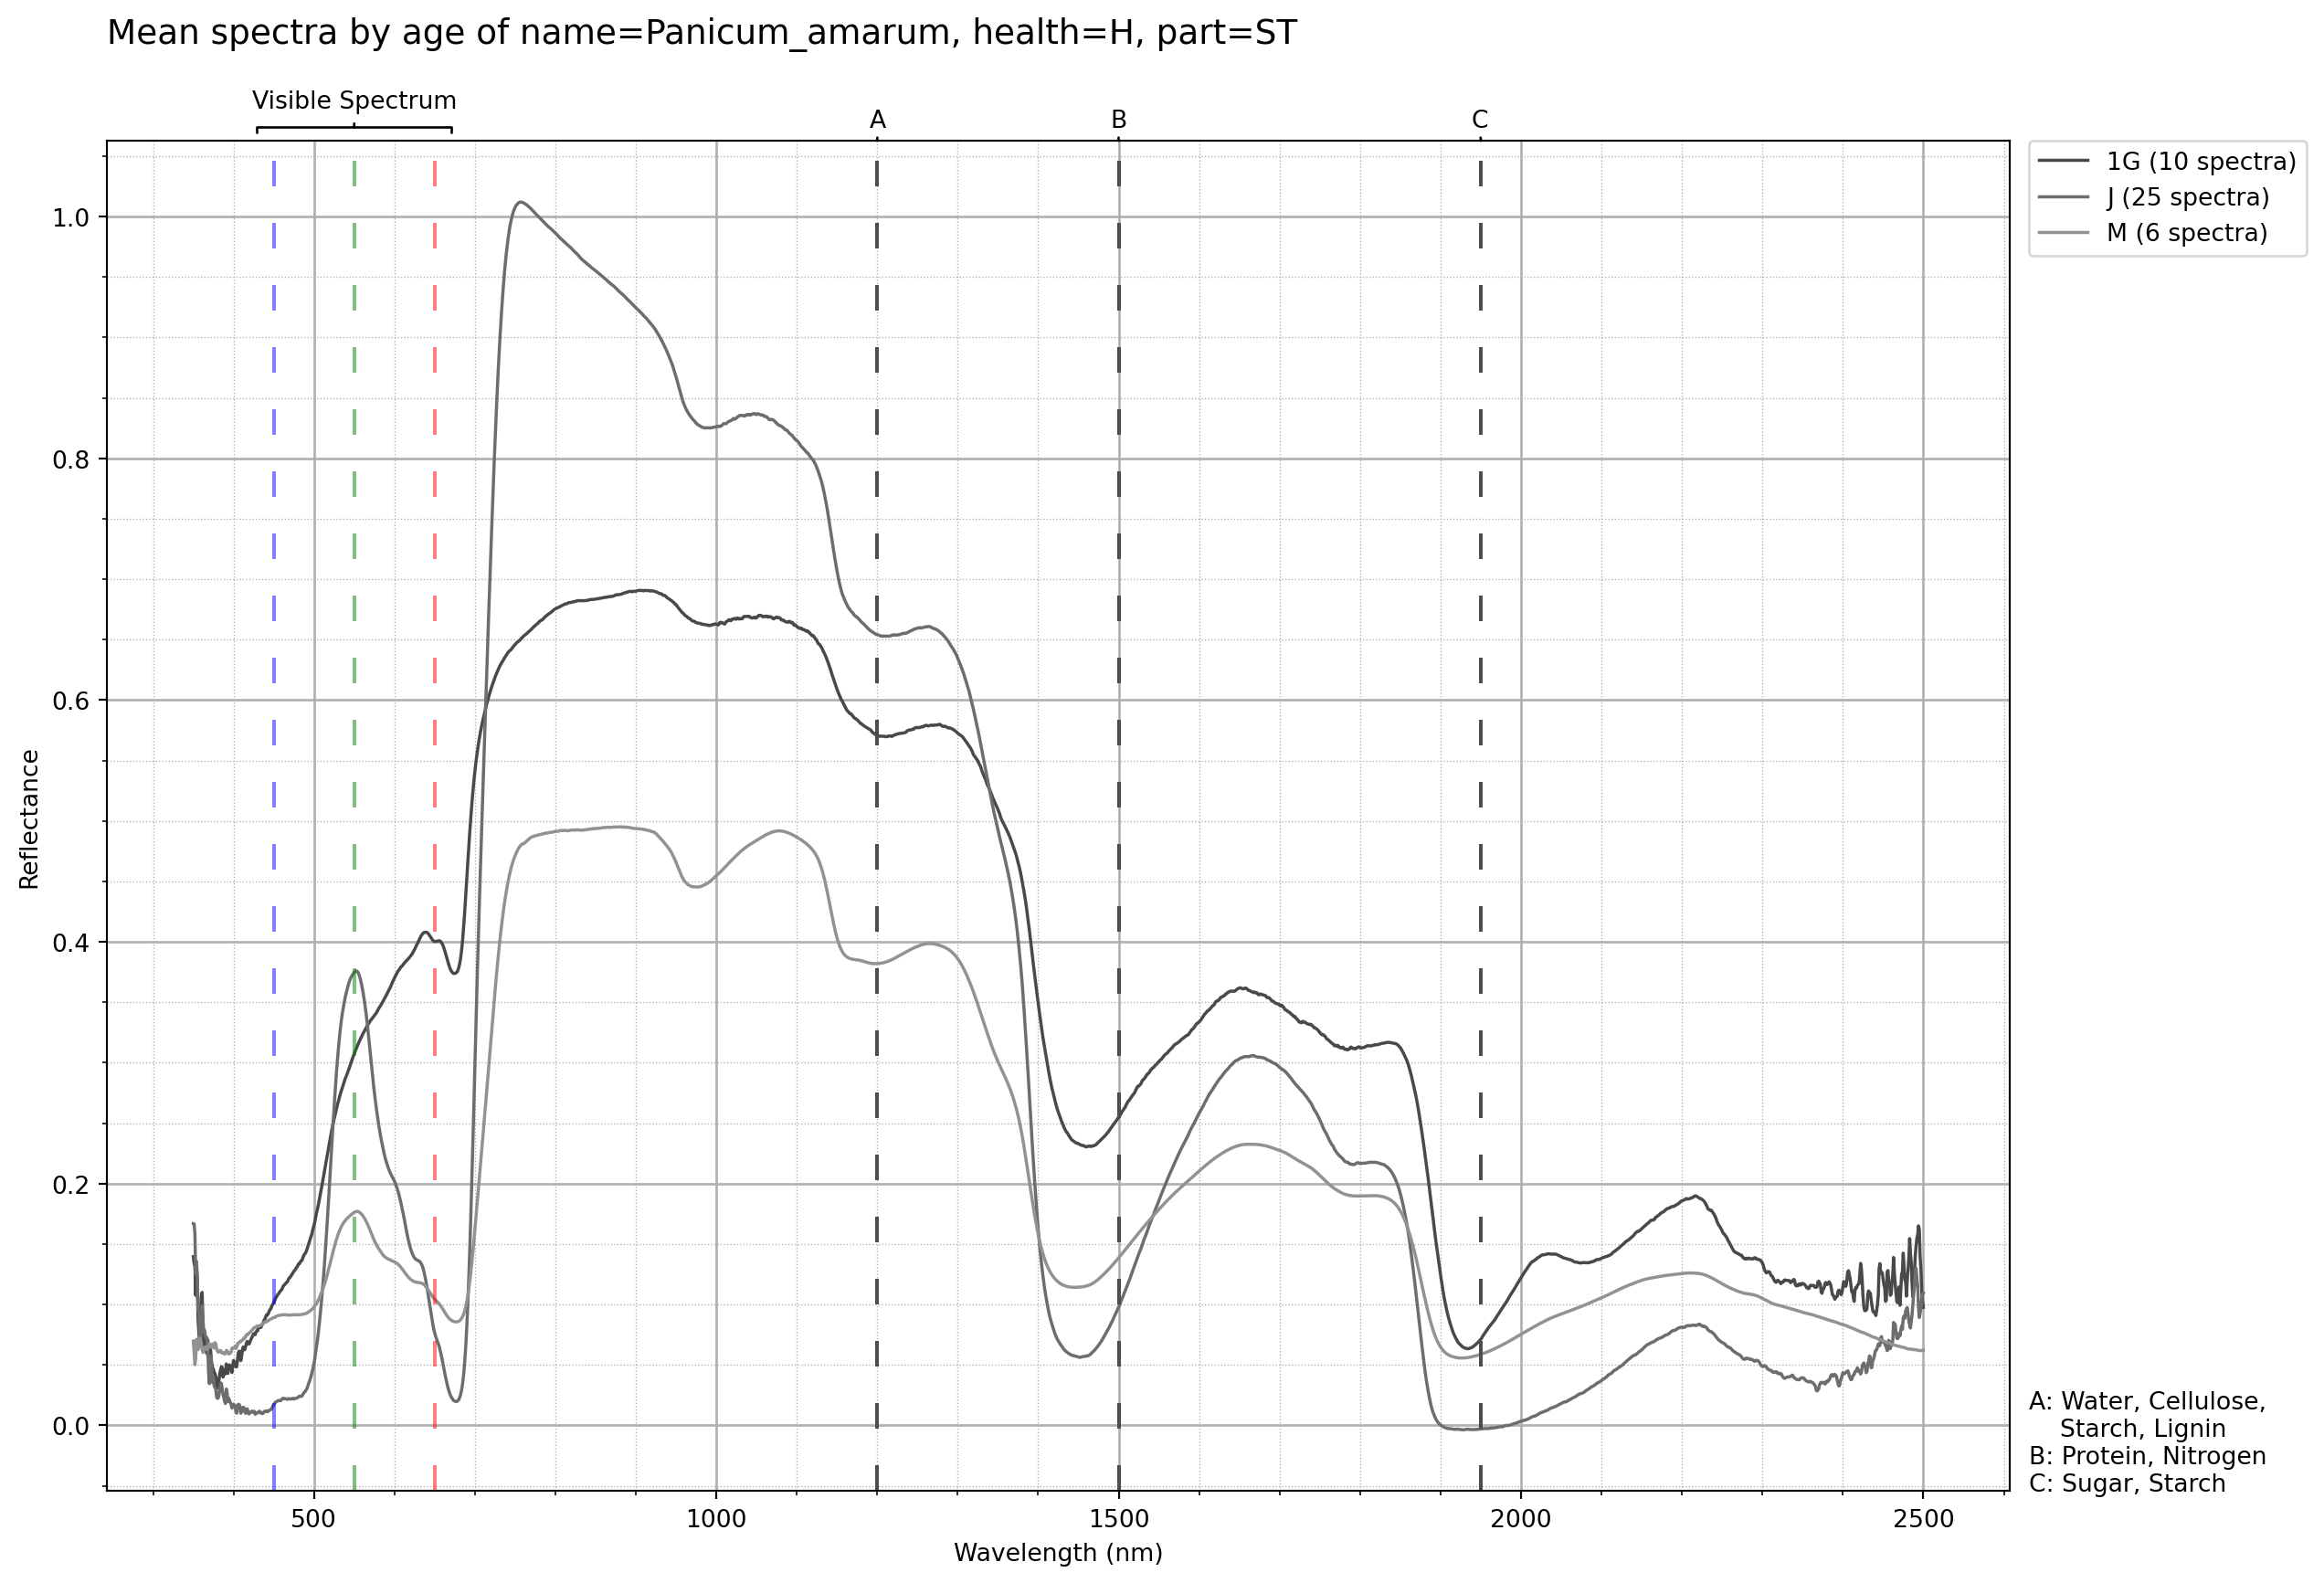 Mean spectra by age of name=Panicum_amarum, health=H, part=ST
Visible Spectrum
A
B
C
1G (10 spectra)
J (25 spectra)
M (6 spectra)
1.0
0.8
0.6
0.4
0.2
0.0
Reflectance
500
1000
1500
2000
2500
Wavelength (nm)
A: Water, Cellulose,
Starch, Lignin
B: Protein, Nitrogen
C: Sugar, Starch